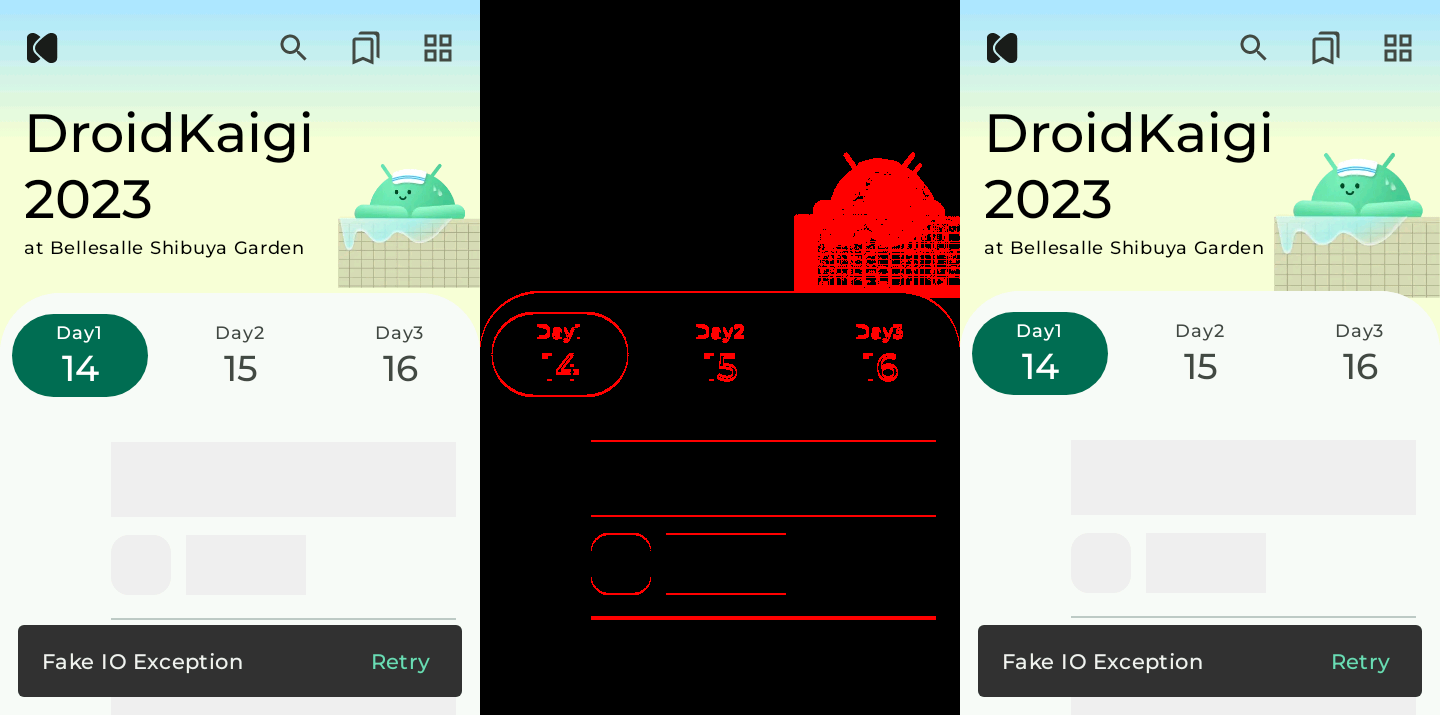 DroidKaigi
2023
at Bellesalle Shibuya Garden
Day1 Day2 Day3
14 15 16
Fake IO Exception Retry
Day1 Day2 Day3
14 15 16
DroidKaigi
2023
at Bellesalle Shibuya Garden
Day1 Day2 Day3
14 15 16
Fake IO Exception Retry